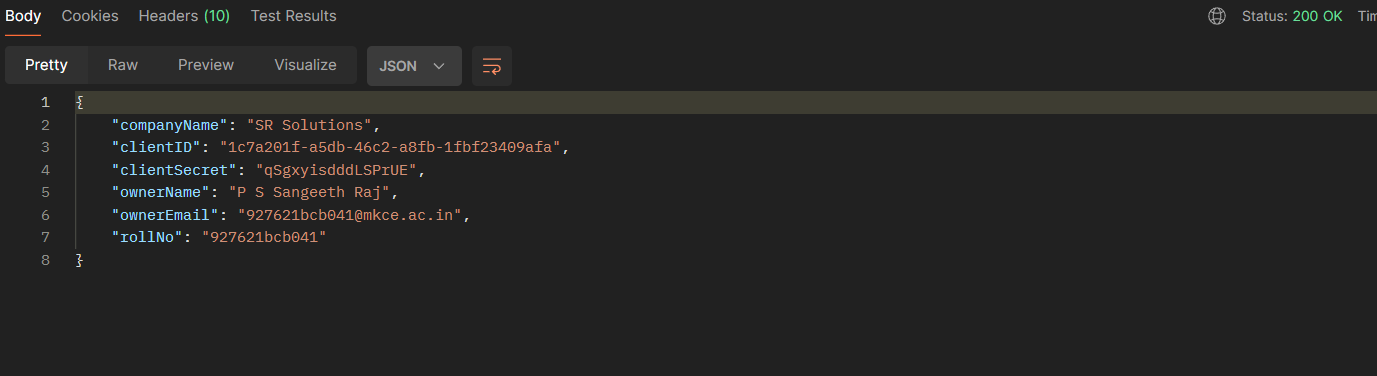 Body Cookies Headers (10) Test Results Status: 200 OK Tim
Pretty Raw Preview Visualize JSON
1 {
2 "companyName": "SR Solutions",
3 "clientID": "1c7a201f-a5db-46c2-a8fb-1fbf23409afa",
4 "clientSecret": "qSgxyisdddLSPrUE",
5 "ownerName": "P S Sangeeth Raj",
6 "ownerEmail": "927621bcb041@mkce.ac.in",
7 "rollNo": "927621bcb041"
8 }